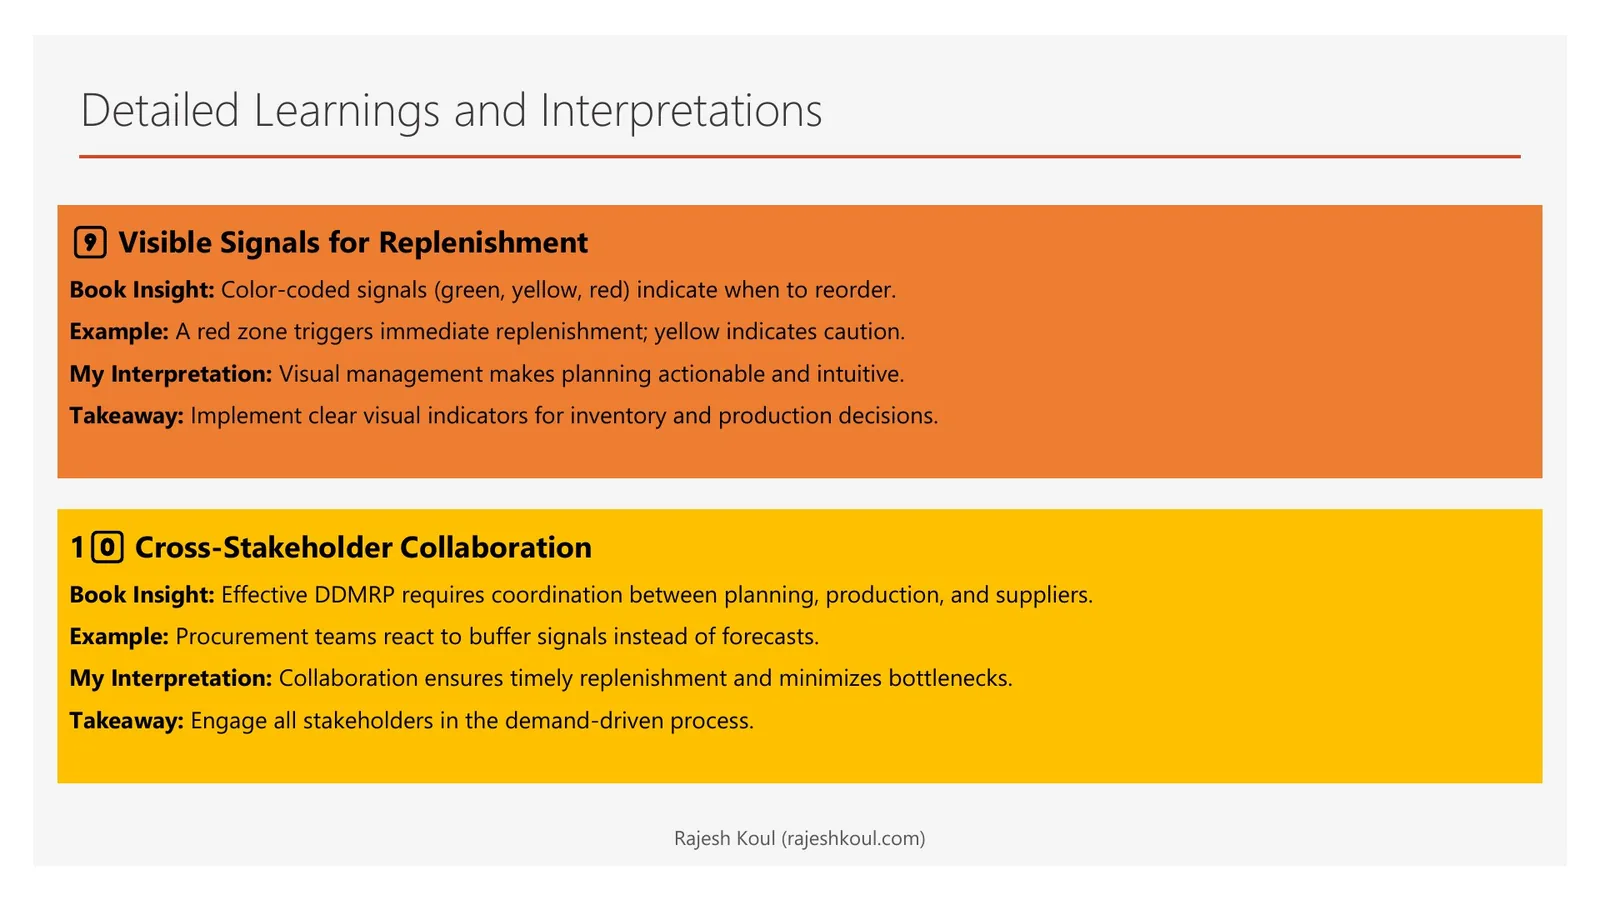 Detailed Learnings and Interpretations
9️⃣ Visible Signals for Replenishment
Book Insight: Color-coded signals (green, yellow, red) indicate when to reorder.
Example: A red zone triggers immediate replenishment; yellow indicates caution.
My Interpretation: Visual management makes planning actionable and intuitive.
Takeaway: Implement clear visual indicators for inventory and production decisions.
10️⃣ Cross-Stakeholder Collaboration
Book Insight: Effective DDMRP requires coordination between planning, production, and suppliers.
Example: Procurement teams react to buffer signals instead of forecasts.
My Interpretation: Collaboration ensures timely replenishment and minimizes bottlenecks.
Takeaway: Engage all stakeholders in the demand-driven process.
Rajesh Koul (rajeshkoul.com)